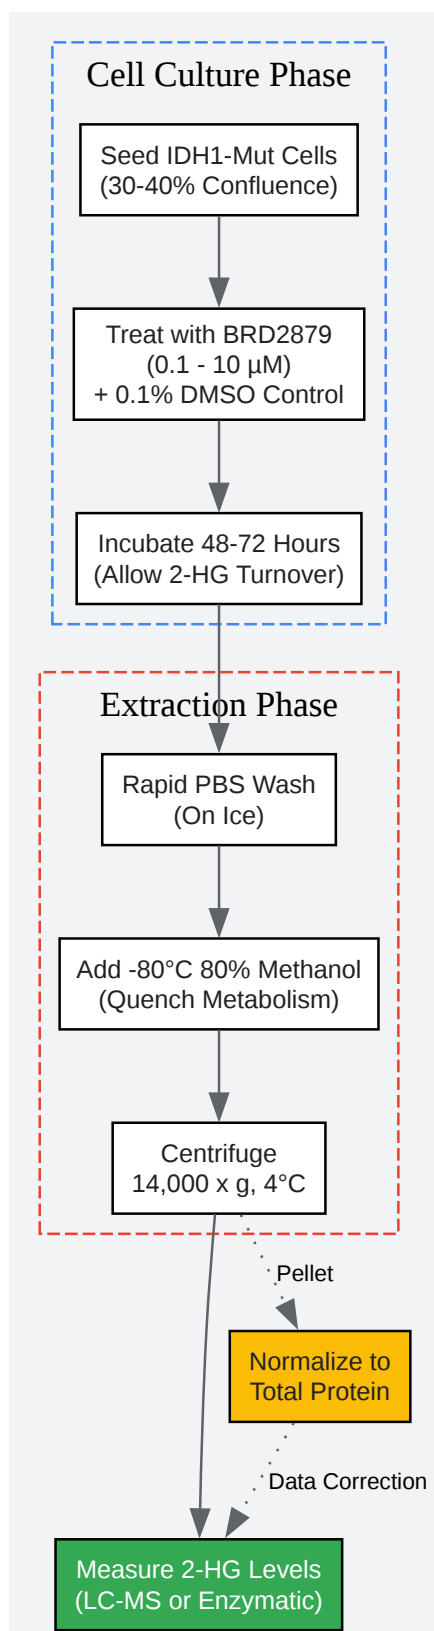 Cell Culture Phase
Seed IDH1-Mut Cells
(30-40% Confluence)
Treat with BRD2879
(0.1 - 10 µM)
+ 0.1% DMSO Control
Incubate 48-72 Hours
(Allow 2-HG Turnover)
Extraction Phase
Rapid PBS Wash
(On Ice)
Add -80°C 80% Methanol
(Quench Metabolism)
Centrifuge
14,000 x g, 4°C
Pellet
Normalize to
Total Protein
Data Correction
Measure 2-HG Levels
(LC-MS or Enzymatic)